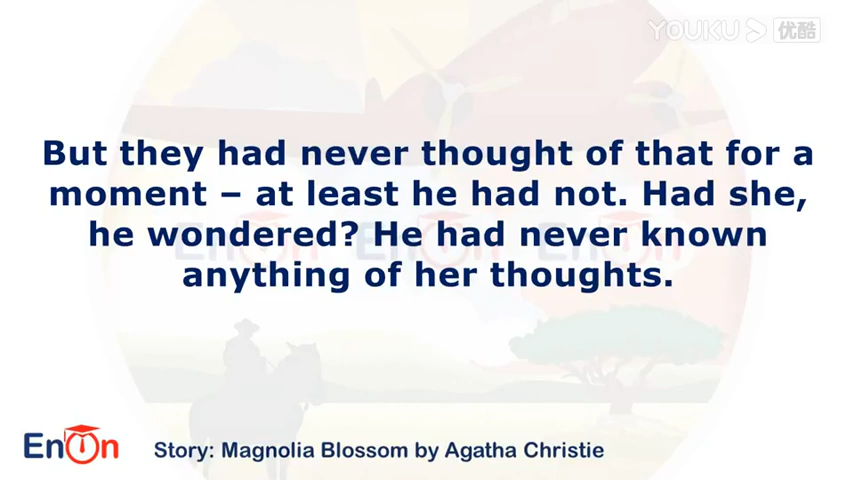 YOUKU 优酷
But they had never thought of that for a
moment – at least he had not. Had she,
he wondered? He had never known
anything of her thoughts.
EnOn
Story: Magnolia Blossom by Agatha Christie